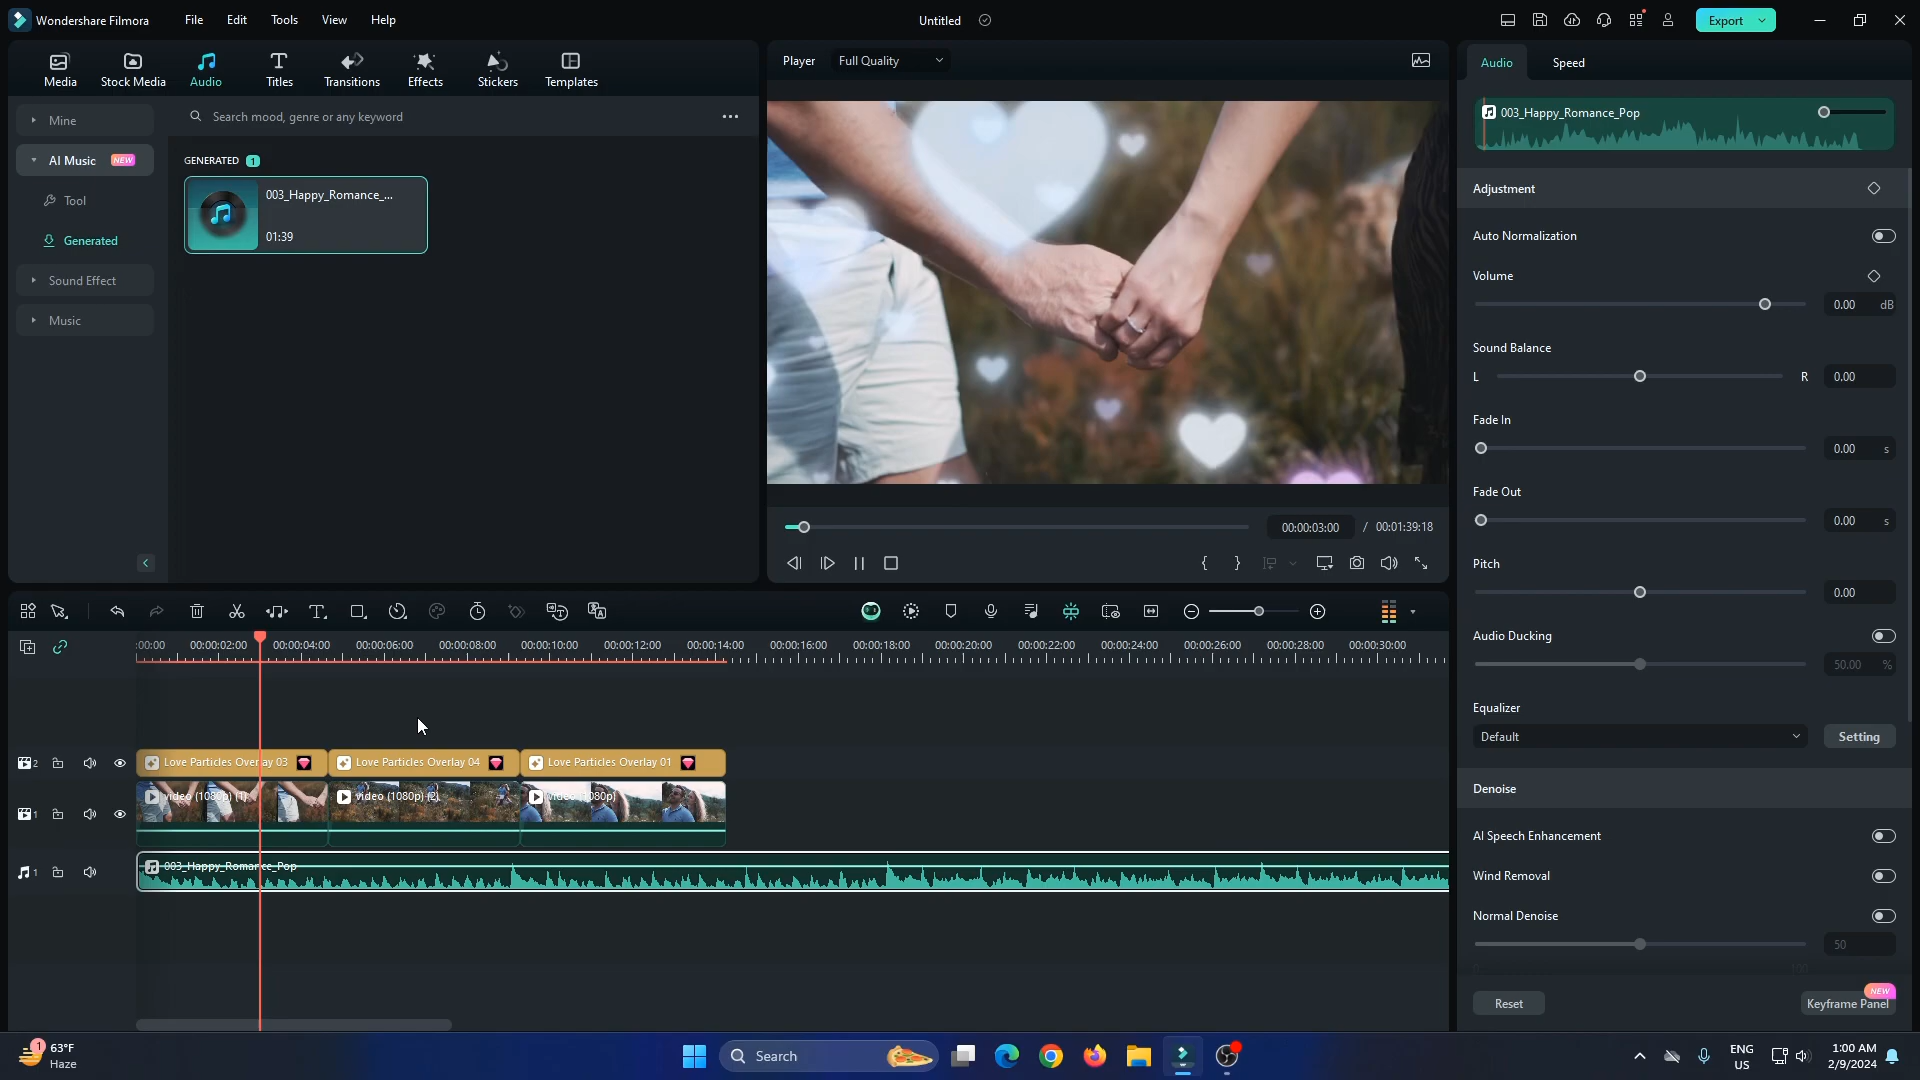 Wondershare Filmora
File
Edit
Tools
View
Help
Untitled
Export
Media
Stock Media
Audio
Titles
Transitions
Effects
Stickers
Templates
Mine
AI Music NEW
Tool
Generated
Sound Effect
Music
Search mood, genre or any keyword
GENERATED 1
003_Happy_Romance_...
01:39
Player
Full Quality
00:00:03:00 / 00:01:39:18
Audio
Speed
003_Happy_Romance_Pop
Adjustment
Auto Normalization
Volume
0.00 dB
Sound Balance
L R 0.00
Fade In
0.00 s
Fade Out
0.00 s
Pitch
0.00
Audio Ducking
50.00 %
Equalizer
Default
Setting
Denoise
AI Speech Enhancement
Wind Removal
Normal Denoise
50
Reset
NEW
Keyframe Panel
:00:00 00:00:02:00 00:00:04:00 00:00:06:00 00:00:08:00 00:00:10:00 00:00:12:00 00:00:14:00 00:00:16:00 00:00:18:00 00:00:20:00 00:00:22:00 00:00:24:00 00:00:26:00 00:00:28:00 00:00:30:00
2
Love Particles Overlay 03
Love Particles Overlay 04
Love Particles Overlay 01
1
video (1080p) (1)
video (1080p) (2)
1
003_Happy_Romance_Pop
1
63°F
Haze
Search
ENG
US
1:00 AM
2/9/2024